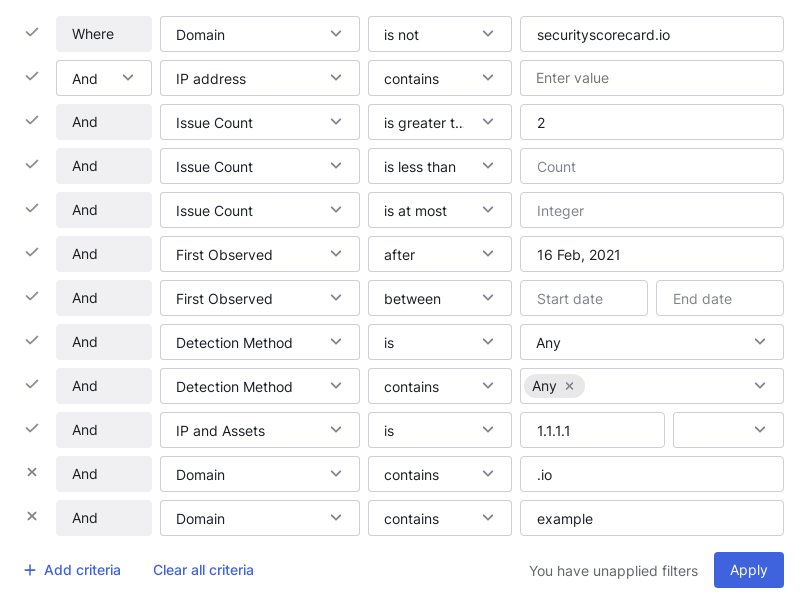 Where Domain is not securityscorecard.io
And IP address contains Enter value
And Issue Count is greater t... 2
And Issue Count is less than Count
And Issue Count is at most Integer
And First Observed after 16 Feb, 2021
And First Observed between Start date End date
And Detection Method is Any
And Detection Method contains Any
And IP and Assets is 1.1.1.1
And Domain contains .io
And Domain contains example
+ Add criteria Clear all criteria You have unapplied filters Apply